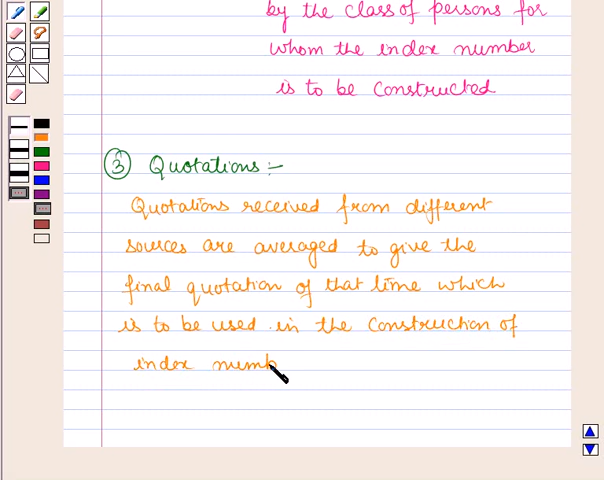 by the class of persons for
whom the index number
is to be constructed
③ Quotations :-
Quotations received from different
sources are averaged to give the
final quotation of that time which
is to be used in the construction of
index numb